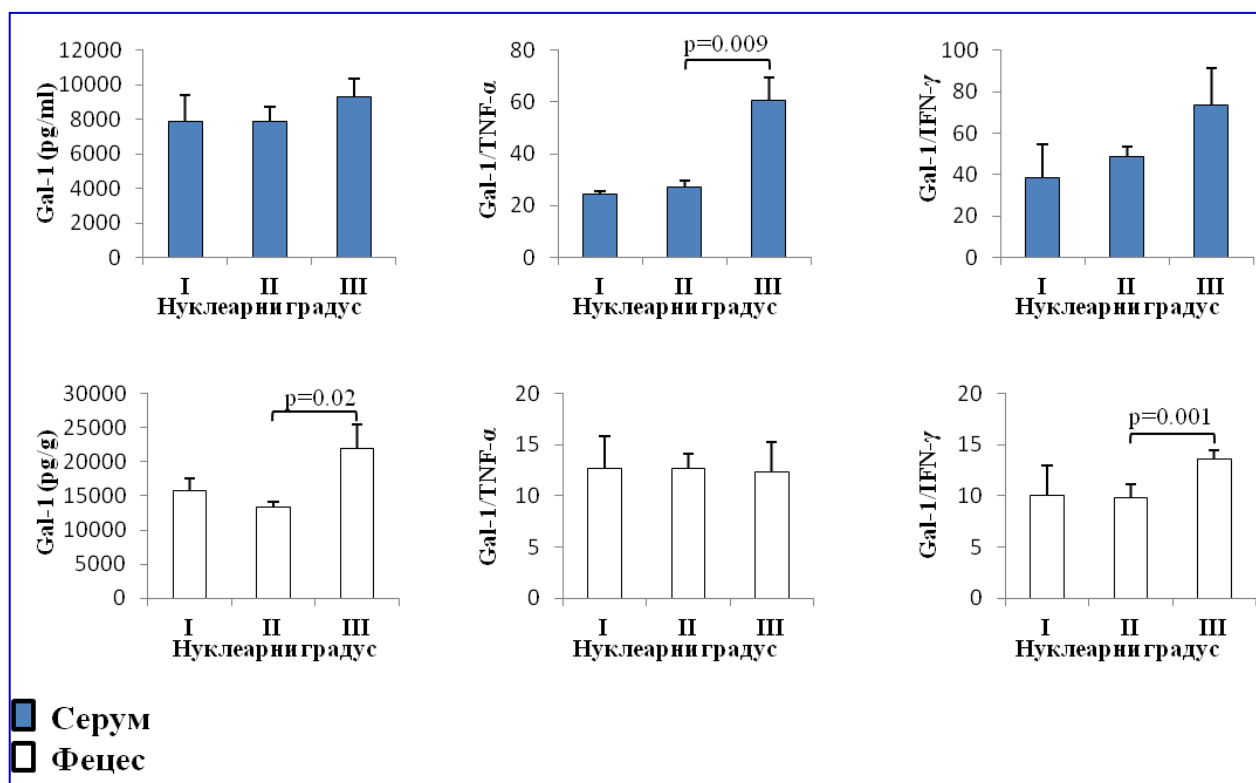 12000
10000
8000
6000
4000
2000
0
Gal-1 (pg/ml)
I II III
Нуклеарни градус
p=0.009
80
60
40
20
0
Gal-1/TNF-α
I II III
Нуклеарни градус
100
80
60
40
20
0
Gal-1/IFN-γ
I II III
Нуклеарни градус
30000
25000
20000
15000
10000
5000
0
Gal-1 (pg/g)
p=0.02
I II III
Нуклеарни градус
20
15
10
5
0
Gal-1/TNF-α
I II III
Нуклеарни градус
20
15
10
5
0
Gal-1/IFN-γ
p=0.001
I II III
Нуклеарни градус
Серум
Фецес